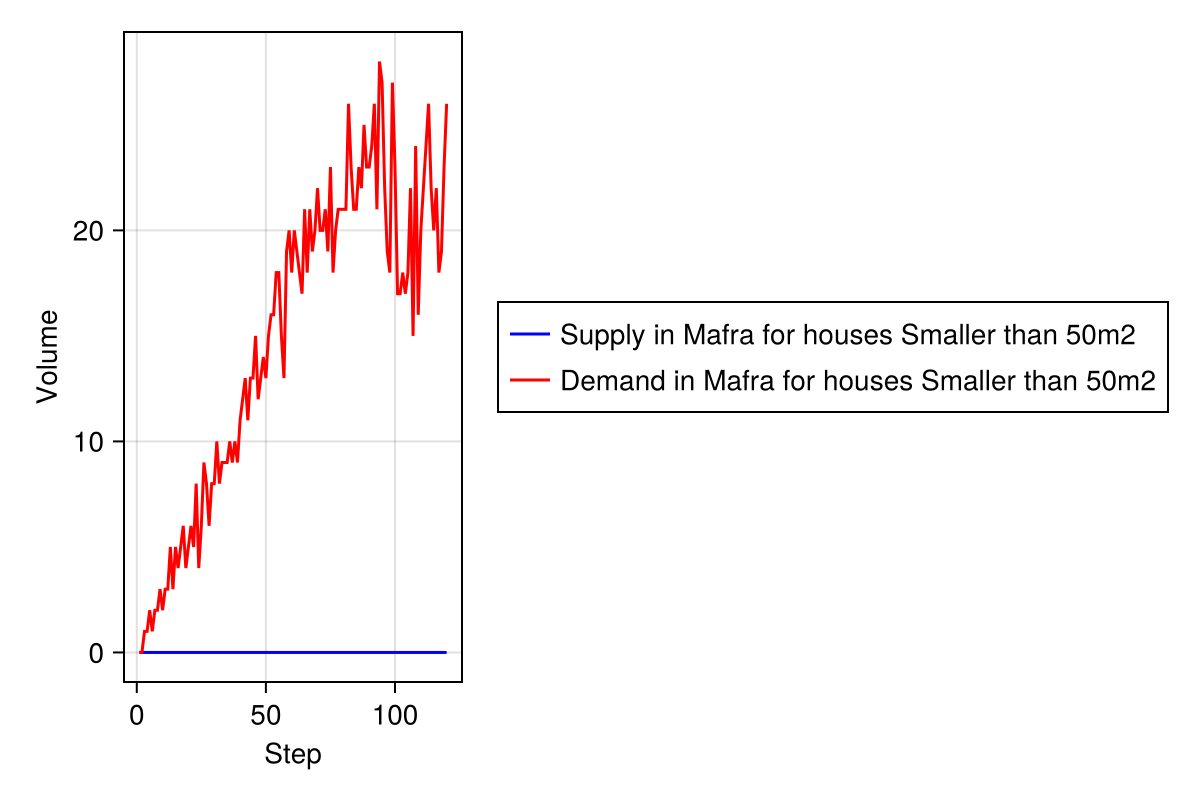 Volume
20
10
0
0 50 100
Step
Supply in Mafra for houses Smaller than 50m2
Demand in Mafra for houses Smaller than 50m2